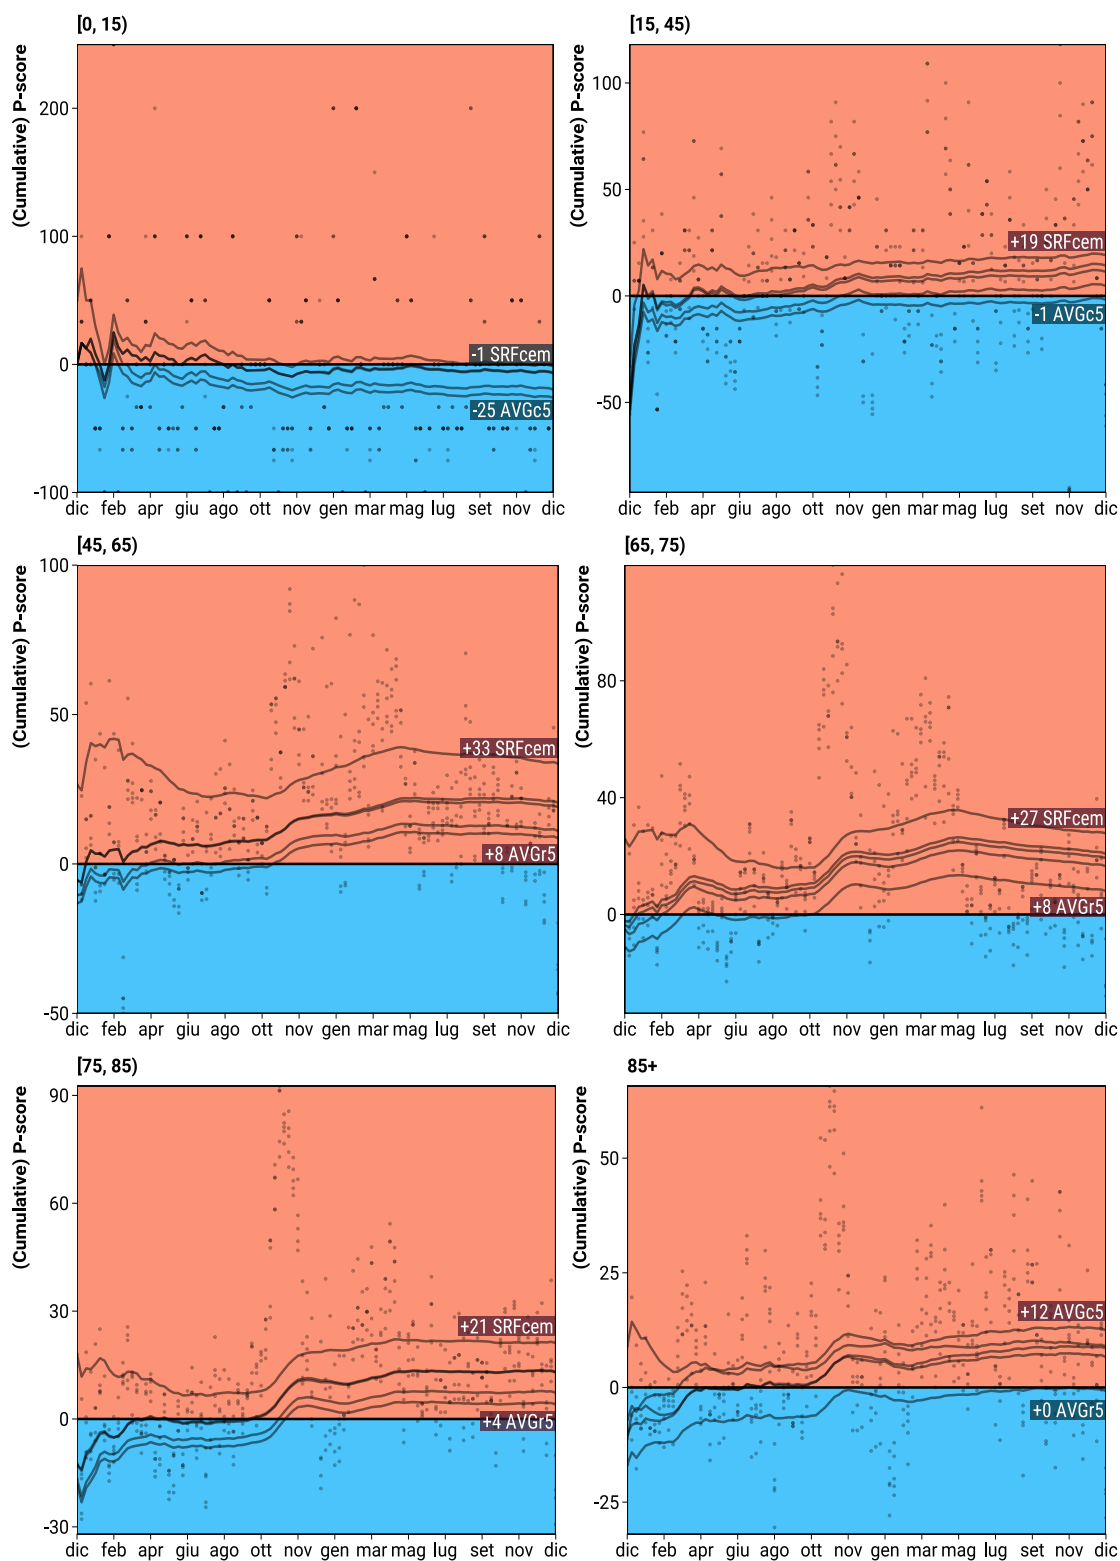 [0, 15)
(Cumulative) P-score
200
100
0
-100
-1 SRFcem
-25 AVGc5
dic feb apr giu ago ott nov gen mar mag lug set nov dic
[15, 45)
(Cumulative) P-score
100
50
0
-50
+19 SRFcem
-1 AVGc5
dic feb apr giu ago ott nov gen mar mag lug set nov dic
[45, 65)
(Cumulative) P-score
100
50
0
-50
+33 SRFcem
+8 AVGr5
dic feb apr giu ago ott nov gen mar mag lug set nov dic
[65, 75)
(Cumulative) P-score
80
40
0
+27 SRFcem
+8 AVGr5
dic feb apr giu ago ott nov gen mar mag lug set nov dic
[75, 85)
(Cumulative) P-score
90
60
30
0
-30
+21 SRFcem
+4 AVGr5
dic feb apr giu ago ott nov gen mar mag lug set nov dic
85+
(Cumulative) P-score
50
25
0
-25
+12 AVGc5
+0 AVGr5
dic feb apr giu ago ott nov gen mar mag lug set nov dic